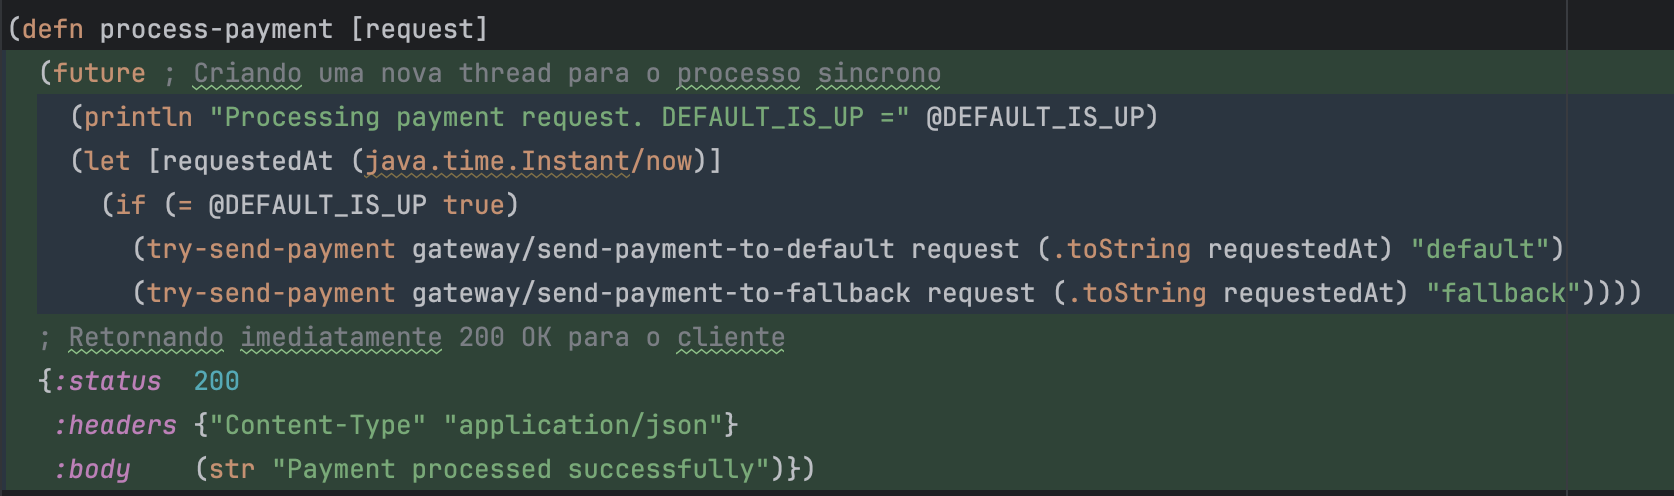 (defn process-payment [request]
  (future ; Criando uma nova thread para o processo sincrono
    (println "Processing payment request. DEFAULT_IS_UP =" @DEFAULT_IS_UP)
    (let [requestedAt (java.time.Instant/now)]
      (if (= @DEFAULT_IS_UP true)
        (try-send-payment gateway/send-payment-to-default request (.toString requestedAt) "default")
        (try-send-payment gateway/send-payment-to-fallback request (.toString requestedAt) "fallback"))))
  ; Retornando imediatamente 200 OK para o cliente
  {:status  200
   :headers {"Content-Type" "application/json"}
   :body    (str "Payment processed successfully")})